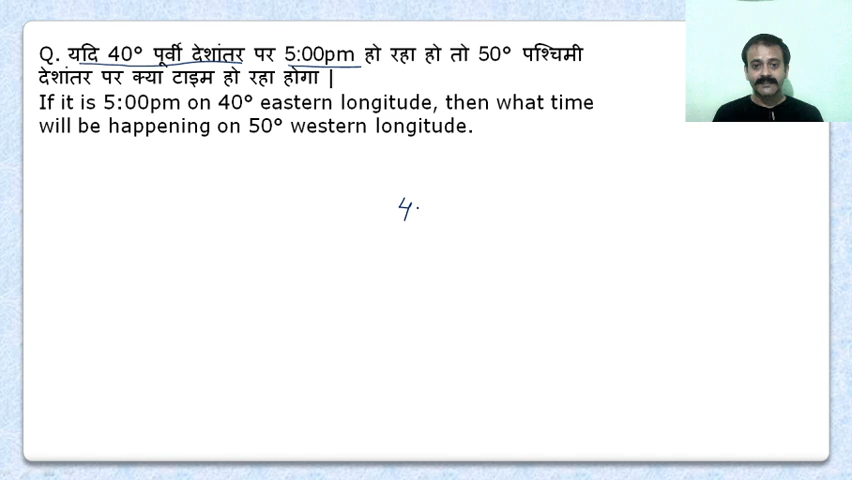 Q. यदि 40° पूर्वी देशांतर पर 5:00pm हो रहा हो तो 50° पश्चिमी
देशांतर पर क्या टाइम हो रहा होगा |
If it is 5:00pm on 40° eastern longitude, then what time
will be happening on 50° western longitude.
4.